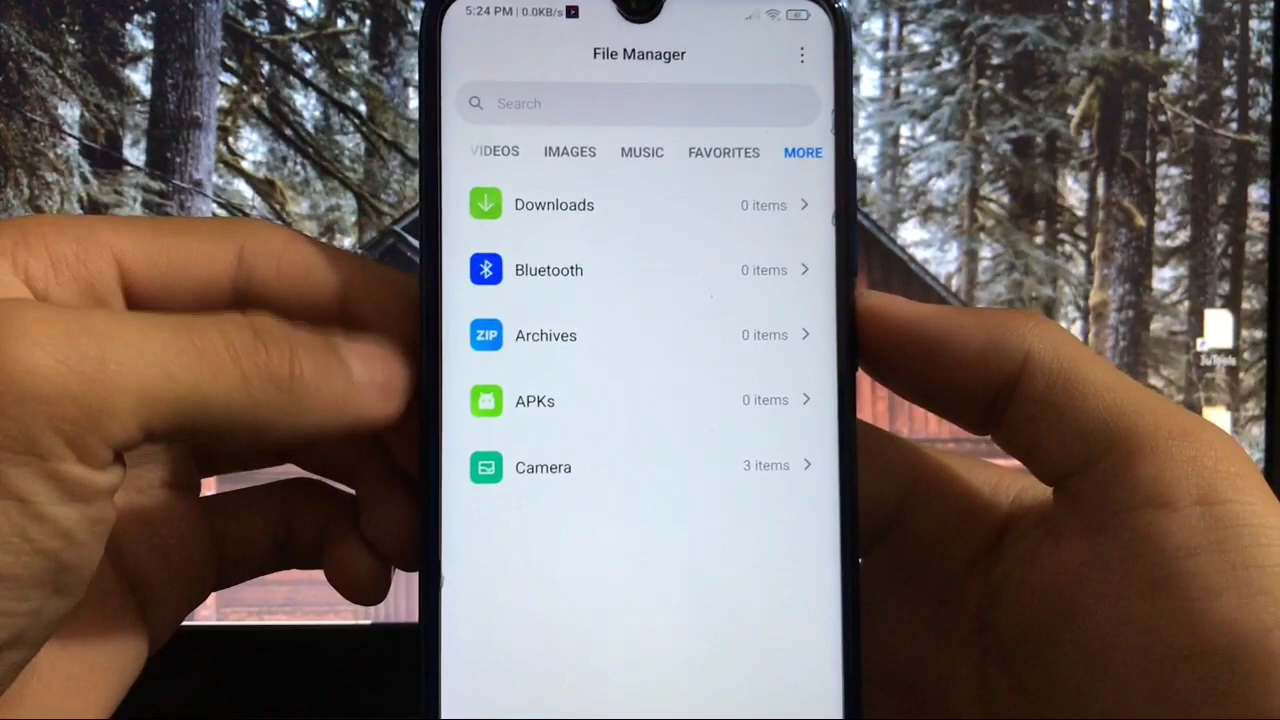 5:24 PM | 0.0KB/s
File Manager
Search
VIDEOS IMAGES MUSIC FAVORITES MORE
Downloads 0 items
Bluetooth 0 items
ZIP Archives 0 items
APKs 0 items
Camera 3 items
3uTools